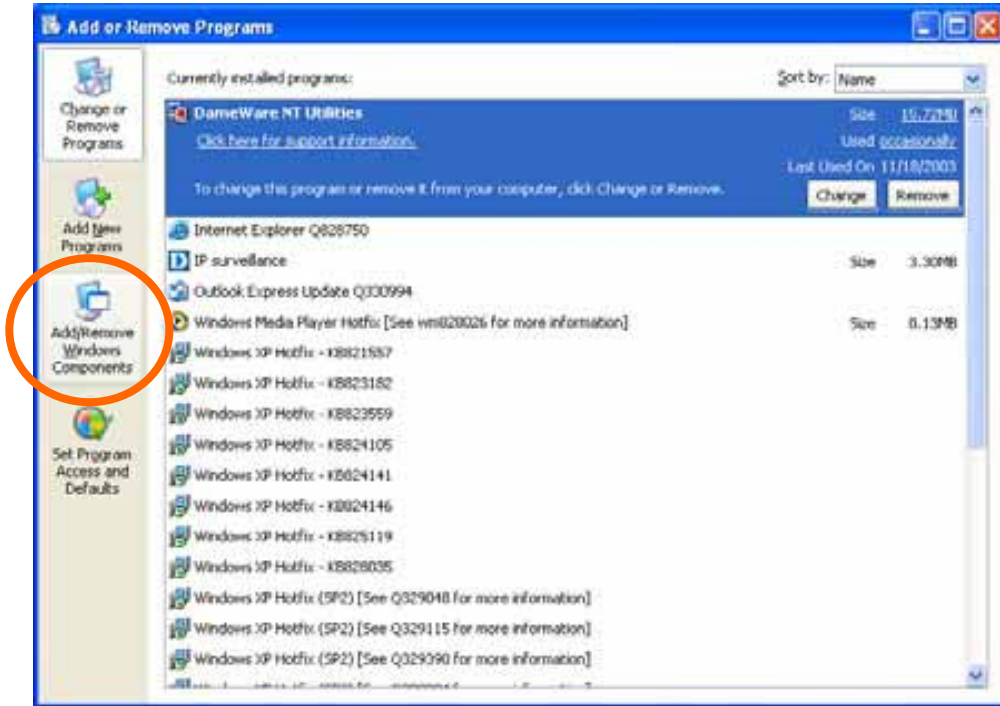 Add or Remove Programs
Change or
Remove
Programs
Add New
Programs
Add/Remove
Windows
Components
Set Program
Access and
Defaults
Currently installed programs:
Sort by: Name
DameWare NT Utilities
Size 15.72MB
Click here for support information.
Used occasionally
Last Used On 11/18/2003
To change this program or remove it from your computer, click Change or Remove.
Change Remove
Internet Explorer Q828750
IP surveillance Size 3.30MB
Outlook Express Update Q330994
Windows Media Player Hotfix [See wm828026 for more information] Size 0.13MB
Windows XP Hotfix - KB821557
Windows XP Hotfix - KB823182
Windows XP Hotfix - KB823559
Windows XP Hotfix - KB824105
Windows XP Hotfix - KB824141
Windows XP Hotfix - KB824146
Windows XP Hotfix - KB825119
Windows XP Hotfix - KB828035
Windows XP Hotfix (SP2) [See Q329048 for more information]
Windows XP Hotfix (SP2) [See Q329115 for more information]
Windows XP Hotfix (SP2) [See Q329390 for more information]